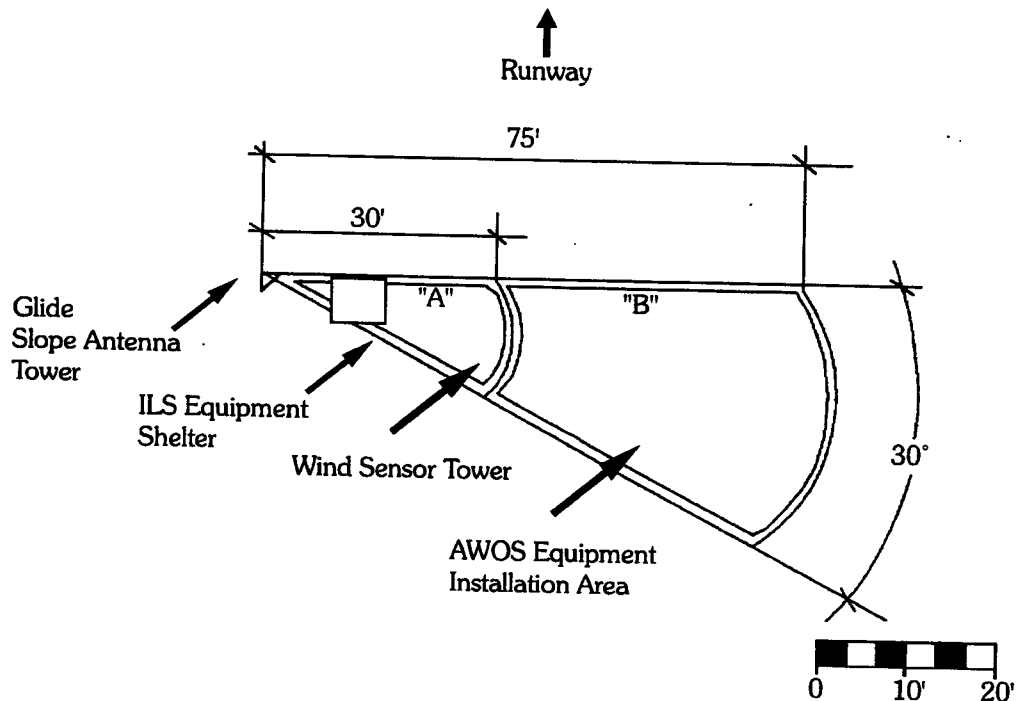 Runway
75'
30'
"A"
"B"
Glide
Slope Antenna
Tower
ILS Equipment
Shelter
Wind Sensor Tower
30°
AWOS Equipment
Installation Area
0 10' 20'